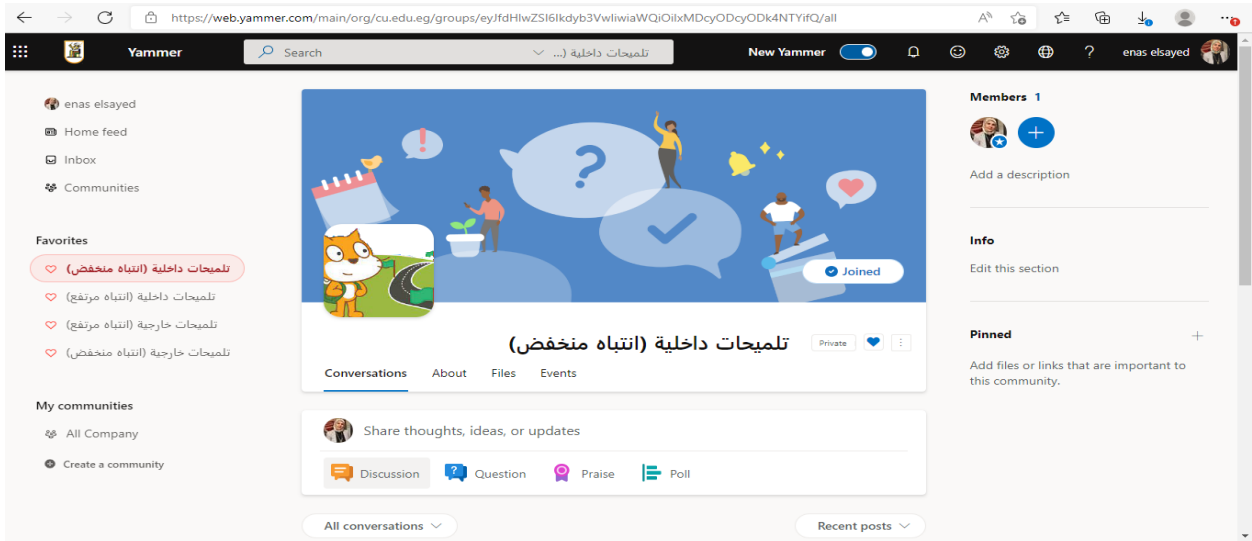 https://web.yammer.com/main/org/cu.edu.eg/groups/eyJfdHlwZSI6Ikdyb3VwIiwiaWQiOiIxMDcyODcyODk4NTYifQ/all
Yammer
Search
تلميحات داخلية (...
New Yammer
?
enas elsayed
enas elsayed
Home feed
Inbox
Communities
Favorites
تلميحات داخلية (انتباه منخفض)
تلميحات داخلية (انتباه مرتفع)
تلميحات خارجية (انتباه مرتفع)
تلميحات خارجية (انتباه منخفض)
My communities
All Company
Create a community
Joined
تلميحات داخلية (انتباه منخفض)
Private
Conversations About Files Events
Share thoughts, ideas, or updates
Discussion Question Praise Poll
All conversations
Recent posts
Members 1
Add a description
Info
Edit this section
Pinned
Add files or links that are important to
this community.